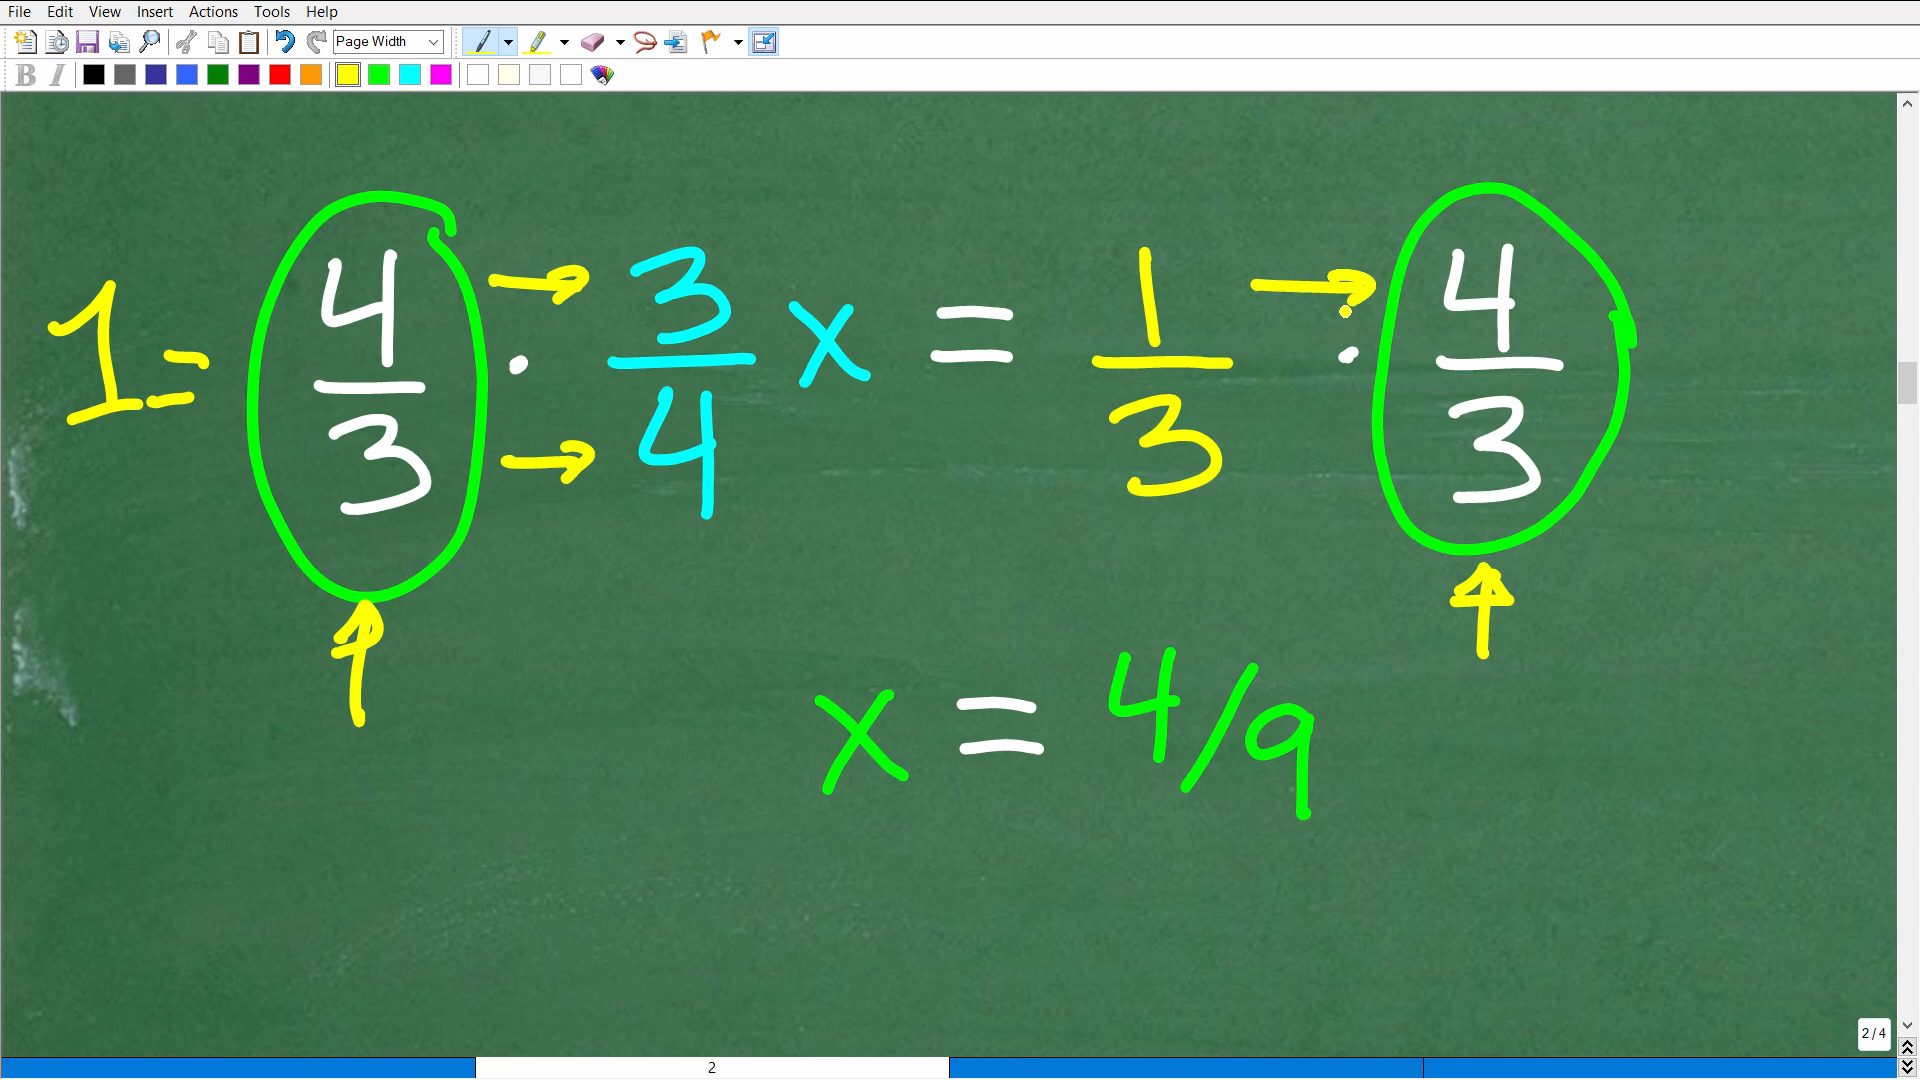 File Edit View Insert Actions Tools Help
Page Width
B I
1= 4/3 · 3/4 x = 1/3 · 4/3
x = 4/9
2 / 4
2